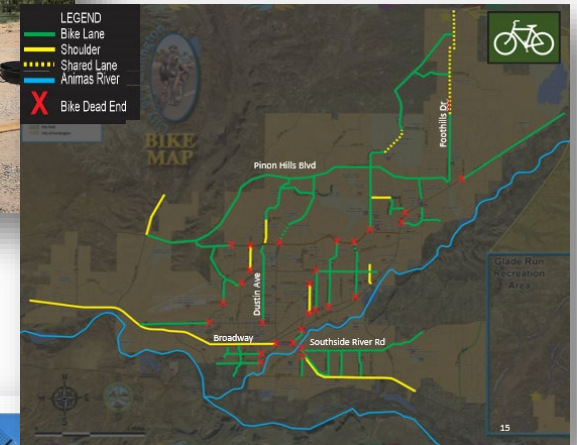 LEGEND
Bike Lane
Shoulder
Shared Lane
Animas River
X Bike Dead End
BIKE
MAP
Foothills Dr
Pinon Hills Blvd
Glade Run
Recreation
Area
Dustin Ave
Broadway
Southside River Rd
15